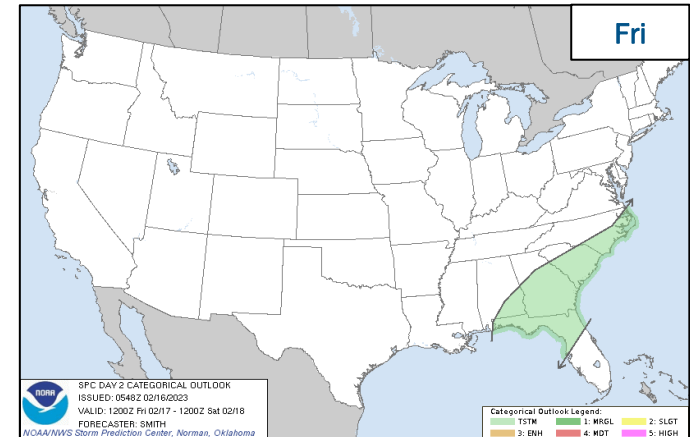 Fri
NOAA
SPC DAY 2 CATEGORICAL OUTLOOK
ISSUED: 0548Z 02/16/2023
VALID: 1200Z Fri 02/17 - 1200Z Sat 02/18
FORECASTER: SMITH
NOAA/NWS Storm Prediction Center, Norman, Oklahoma
Categorical Outlook Legend:
TSTM 1: MRGL 2: SLGT
3: ENH 4: MDT 5: HIGH